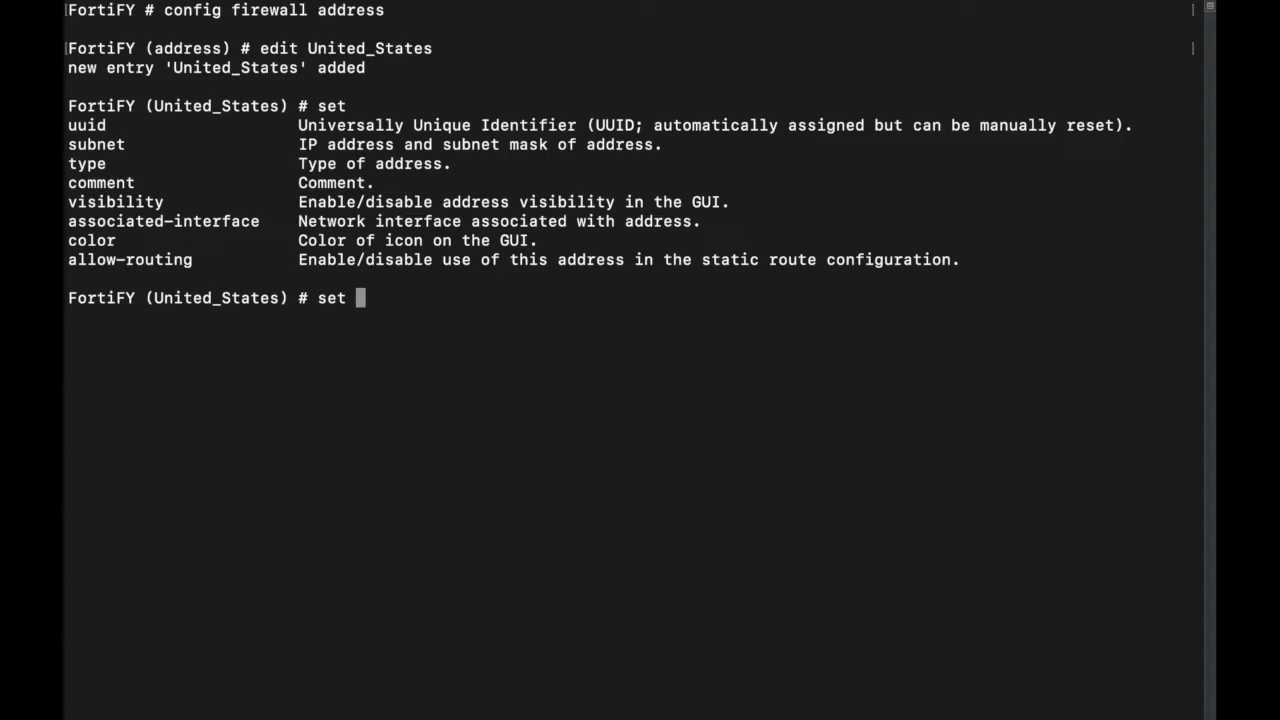 FortiFY # config firewall address
FortiFY (address) # edit United_States
new entry 'United_States' added
FortiFY (United_States) # set
uuid Universally Unique Identifier (UUID; automatically assigned but can be manually reset).
subnet IP address and subnet mask of address.
type Type of address.
comment Comment.
visibility Enable/disable address visibility in the GUI.
associated-interface Network interface associated with address.
color Color of icon on the GUI.
allow-routing Enable/disable use of this address in the static route configuration.
FortiFY (United_States) # set